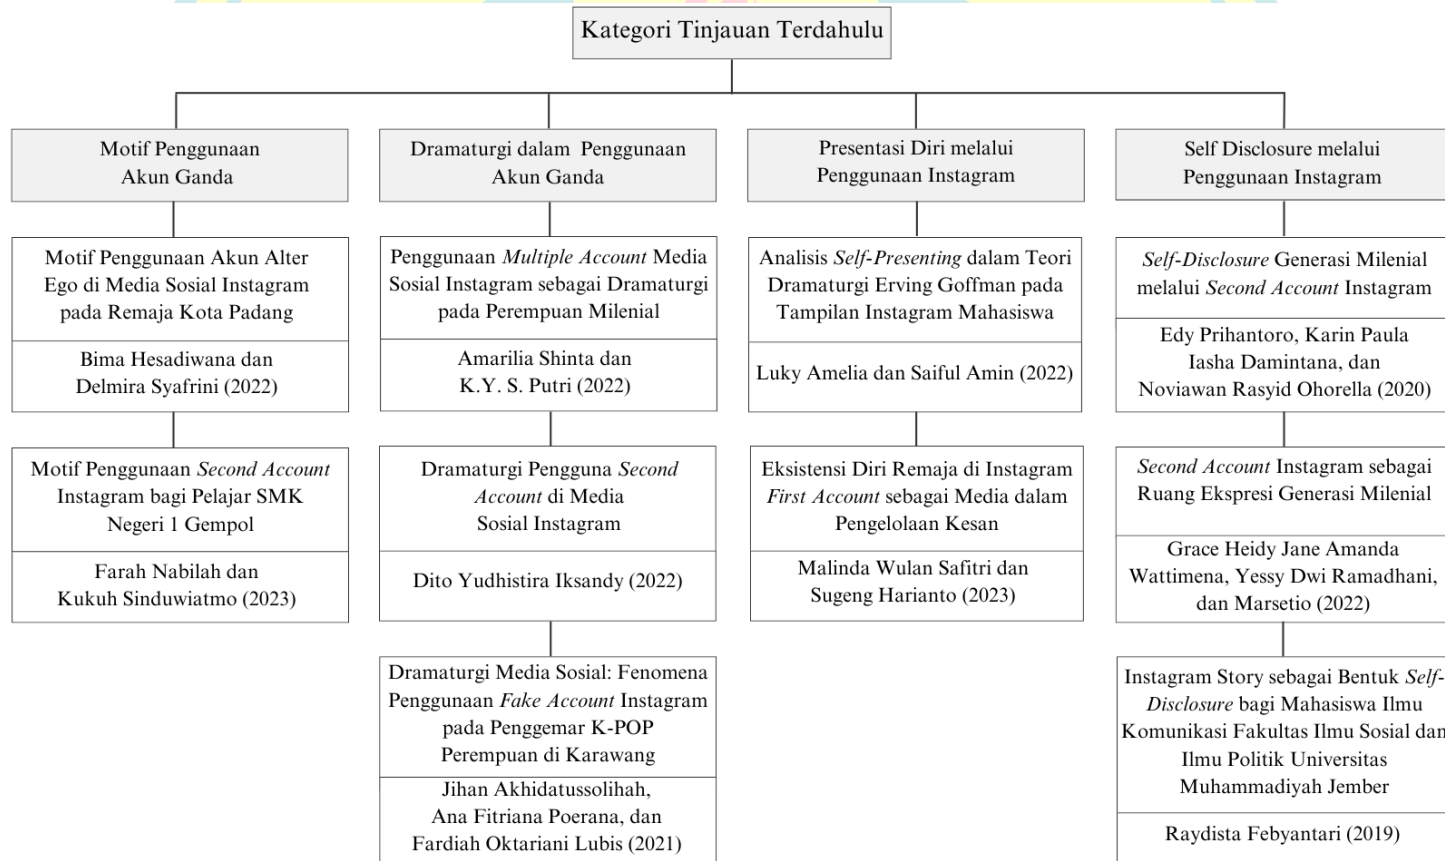 Kategori Tinjauan Terdahulu
Motif Penggunaan
Akun Ganda
Motif Penggunaan Akun Alter
Ego di Media Sosial Instagram
pada Remaja Kota Padang
Bima Hesadiwana dan
Delmira Syafrini (2022)
Motif Penggunaan Second Account
Instagram bagi Pelajar SMK
Negeri 1 Gempol
Farah Nabilah dan
Kukuh Sinduwiatmo (2023)
Dramaturgi dalam Penggunaan
Akun Ganda
Penggunaan Multiple Account Media
Sosial Instagram sebagai Dramaturgi
pada Perempuan Milenial
Amarilia Shinta dan
K.Y. S. Putri (2022)
Dramaturgi Pengguna Second
Account di Media
Sosial Instagram
Dito Yudhistira Iksandy (2022)
Dramaturgi Media Sosial: Fenomena
Penggunaan Fake Account Instagram
pada Penggemar K-POP
Perempuan di Karawang
Jihan Akhidatussolihah,
Ana Fitriana Poerana, dan
Fardiah Oktariani Lubis (2021)
Presentasi Diri melalui
Penggunaan Instagram
Analisis Self-Presenting dalam Teori
Dramaturgi Erving Goffman pada
Tampilan Instagram Mahasiswa
Luky Amelia dan Saiful Amin (2022)
Eksistensi Diri Remaja di Instagram
First Account sebagai Media dalam
Pengelolaan Kesan
Malinda Wulan Safitri dan
Sugeng Harianto (2023)
Self Disclosure melalui
Penggunaan Instagram
Self-Disclosure Generasi Milenial
melalui Second Account Instagram
Edy Prihantoro, Karin Paula
Iasha Damintana, dan
Noviawan Rasyid Ohorella (2020)
Second Account Instagram sebagai
Ruang Ekspresi Generasi Milenial
Grace Heidy Jane Amanda
Wattimena, Yessy Dwi Ramadhani,
dan Marsetio (2022)
Instagram Story sebagai Bentuk Self-
Disclosure bagi Mahasiswa Ilmu
Komunikasi Fakultas Ilmu Sosial dan
Ilmu Politik Universitas
Muhammadiyah Jember
Raydista Febyantari (2019)